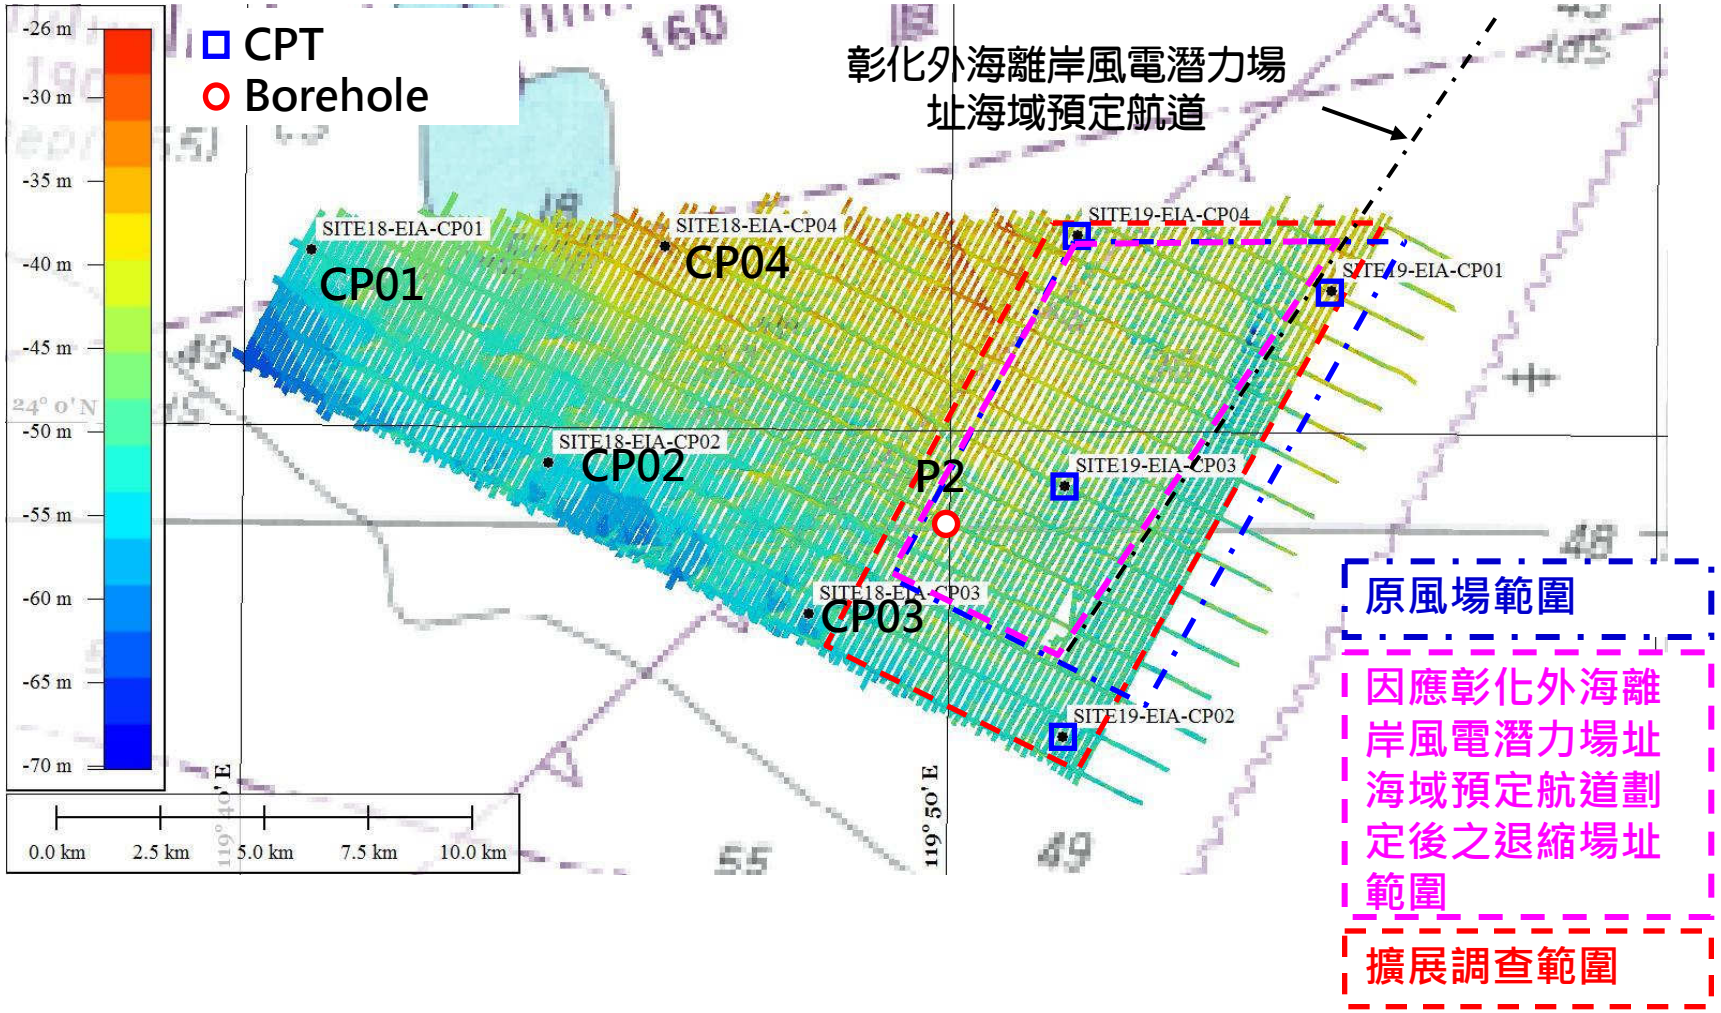 -26 m
-30 m
-35 m
-40 m
-45 m
-50 m
-55 m
-60 m
-65 m
-70 m
CPT
Borehole
160
彰化外海離岸風電潛力場
址海域預定航道
SITE18-EIA-CP01
CP01
SITE18-EIA-CP04
CP04
SITE19-EIA-CP04
SITE19-EIA-CP01
49
24° 0' N
SITE18-EIA-CP02
CP02
P2
SITE19-EIA-CP03
48
SITE18-EIA-CP03
CP03
SITE19-EIA-CP02
原風場範圍
因應彰化外海離
岸風電潛力場址
海域預定航道劃
定後之退縮場址
範圍
擴展調查範圍
119° 40' E
119° 50' E
55
49
0.0 km
2.5 km
5.0 km
7.5 km
10.0 km